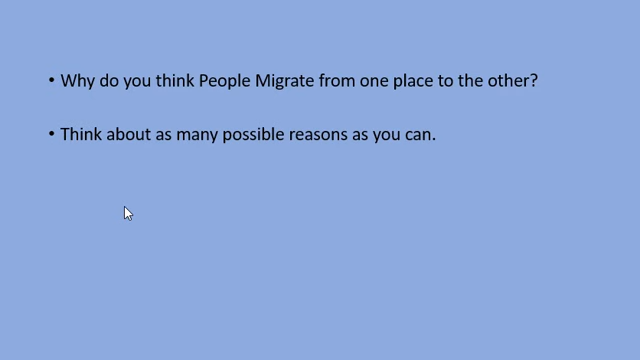 • Why do you think People Migrate from one place to the other?
• Think about as many possible reasons as you can.